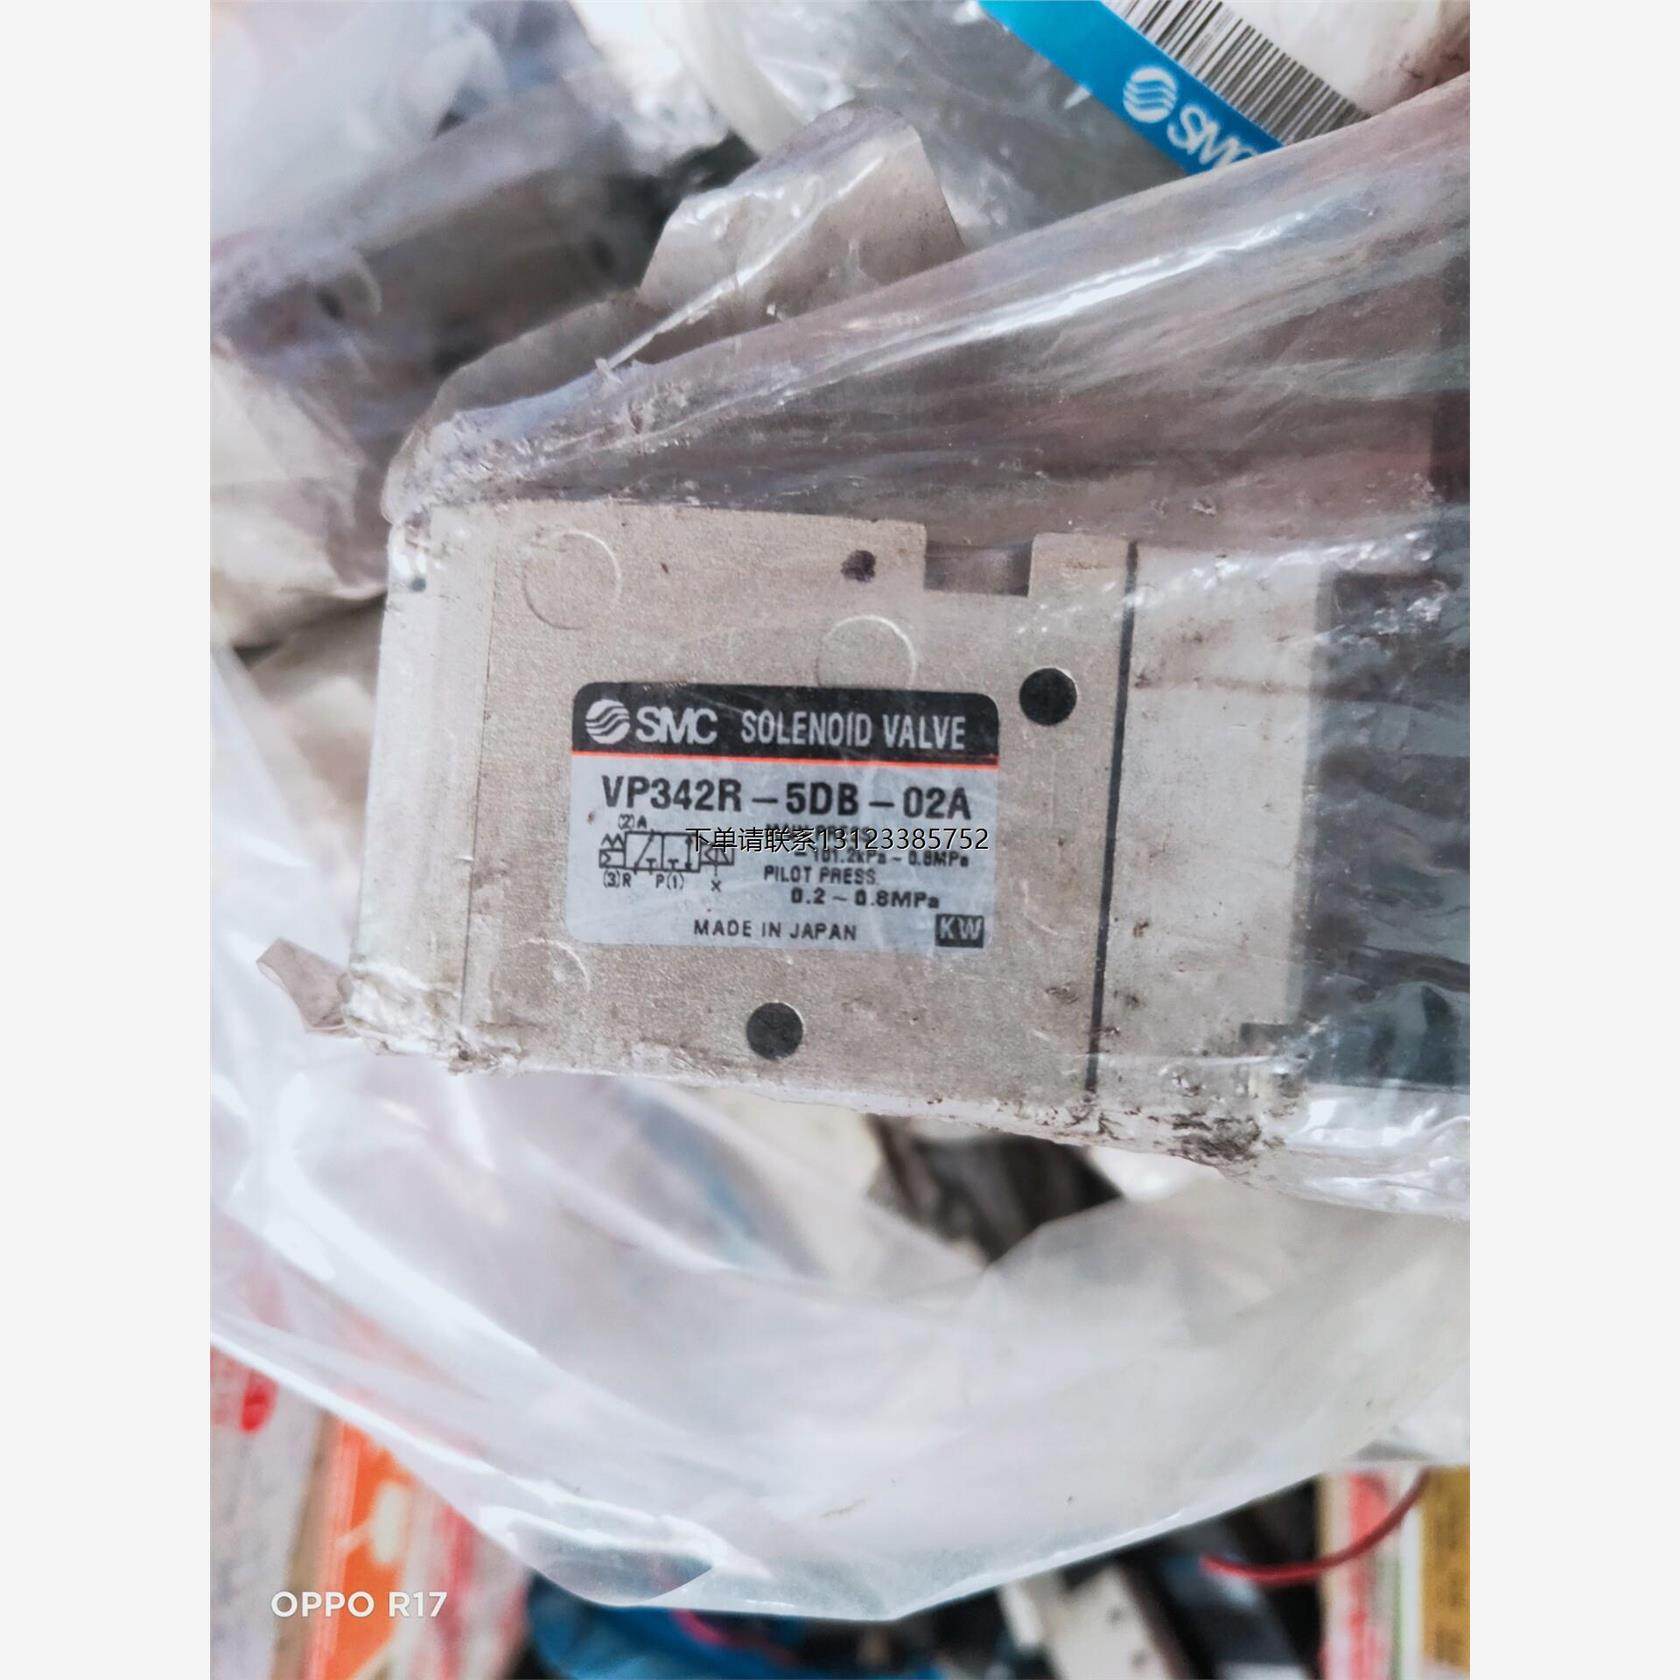 SMC
SMC SOLENOID VALVE
VP342R-5DB-02A
(2)A
下单请联系13123385752
-101.2kPa~0.8MPa
(3)R P(1) X
PILOT PRESS.
0.2~0.8MPa
MADE IN JAPAN KW
OPPO R17